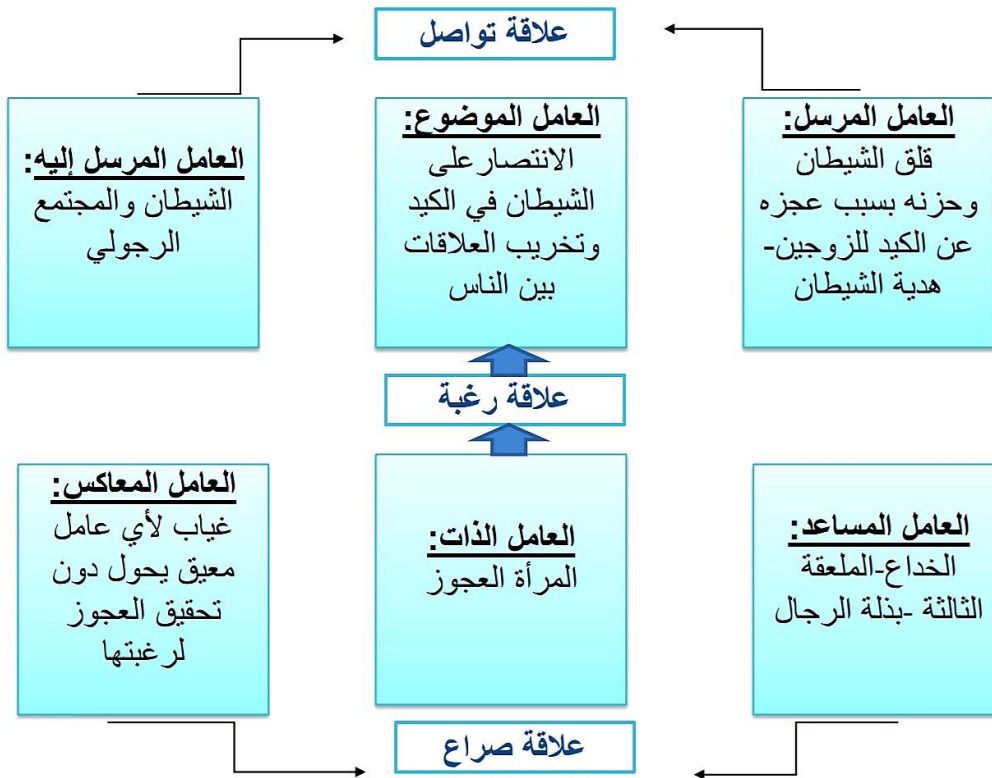 علاقة تواصل
العامل المرسل:
قلق الشيطان
وحزنه بسبب عجزه
عن الكيد للزوجين-
هدية الشيطان
العامل الموضوع:
الانتصار على
الشيطان في الكيد
وتخريب العلاقات
بين الناس
العامل المرسل إليه:
الشيطان والمجتمع
الرجولي
علاقة رغبة
العامل المساعد:
الخداع-الملعقة
الثالثة -بذلة الرجال
العامل الذات:
المرأة العجوز
العامل المعاكس:
غياب لأي عامل
معيق يحول دون
تحقيق العجوز
لرغبتها
علاقة صراع